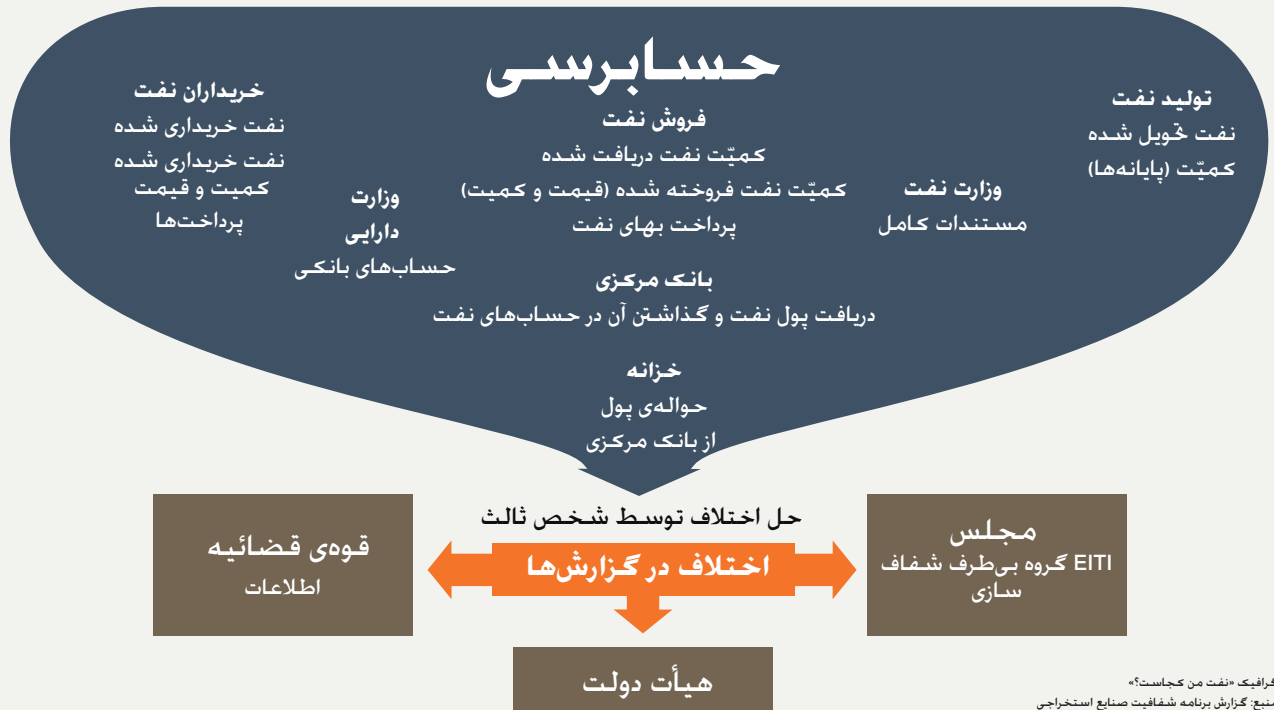 حسابرسی
تولید نفت
نفت تحویل شده
کمیّت (پایانه‌ها)
وزارت نفت
مستندات کامل
فروش نفت
کمیّت نفت دریافت شده
کمیّت نفت فروخته شده (قیمت و کمیت)
پرداخت بهای نفت
وزارت
دارایی
حساب‌های بانکی
خریداران نفت
نفت خریداری شده
نفت خریداری شده
کمیت و قیمت
پرداخت‌ها
بانک مرکزی
دریافت پول نفت و گذاشتن آن در حساب‌های نفت
خزانه
حواله‌ی پول
از بانک مرکزی
حل اختلاف توسط شخص ثالث
اختلاف در گزارش‌ها
مجلس
EITI گروه بی‌طرف شفاف
سازی
قوه‌ی قضائیه
اطلاعات
هیأت دولت
گرافیک «نفت من کجاست؟»
منبع: گزارش برنامه شفافیت صنایع استخراجی